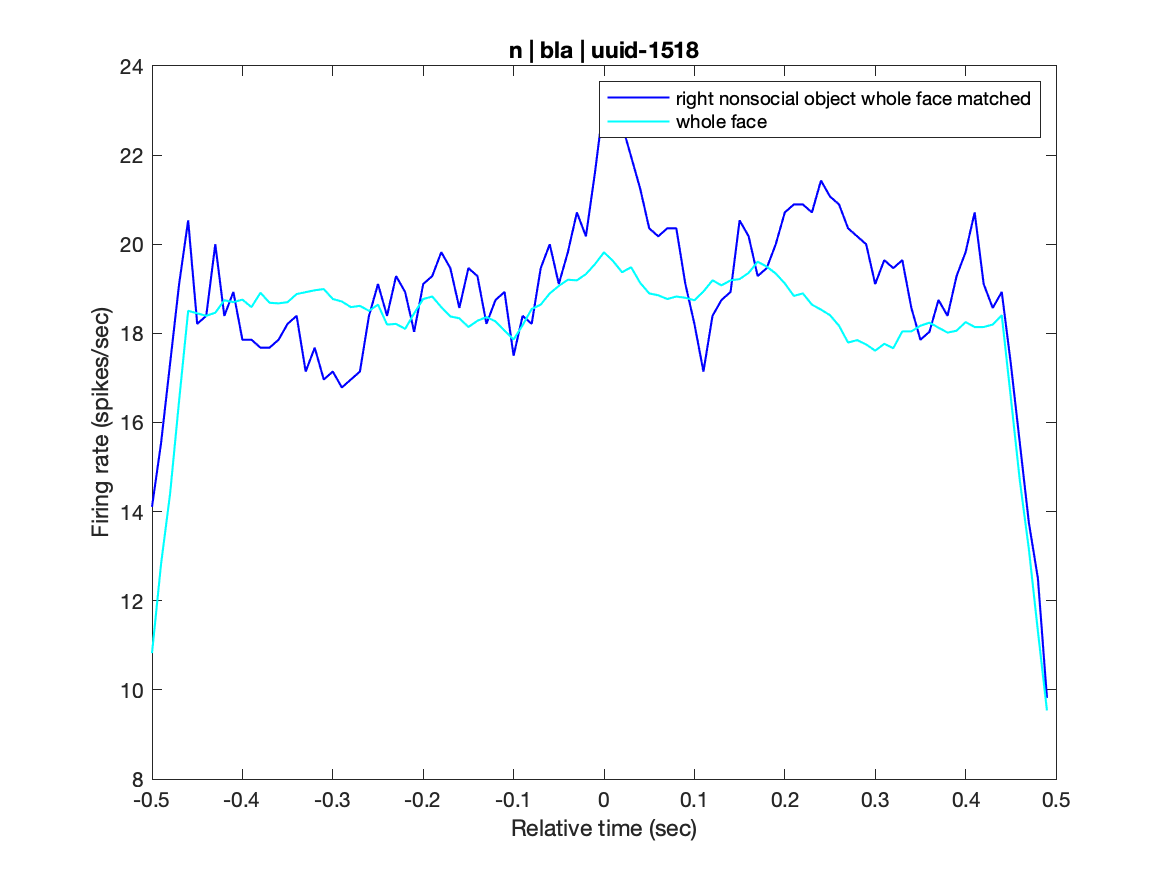 n | bla | uuid-1518
right nonsocial object whole face matched
whole face
Firing rate (spikes/sec)
24
22
20
18
16
14
12
10
8
-0.5 -0.4 -0.3 -0.2 -0.1 0 0.1 0.2 0.3 0.4 0.5
Relative time (sec)